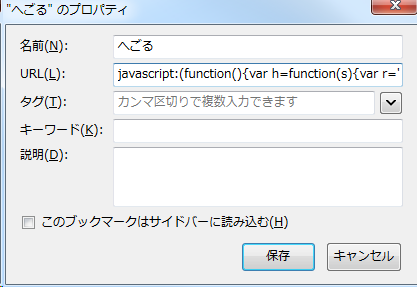 "へごる" のプロパティ
名前(N): へごる
URL(L): javascript:(function(){var h=function(s){var r='
タグ(T): カンマ区切りで複数入力できます
キーワード(K):
説明(D):
このブックマークはサイドバーに読み込む(H)
保存 キャンセル